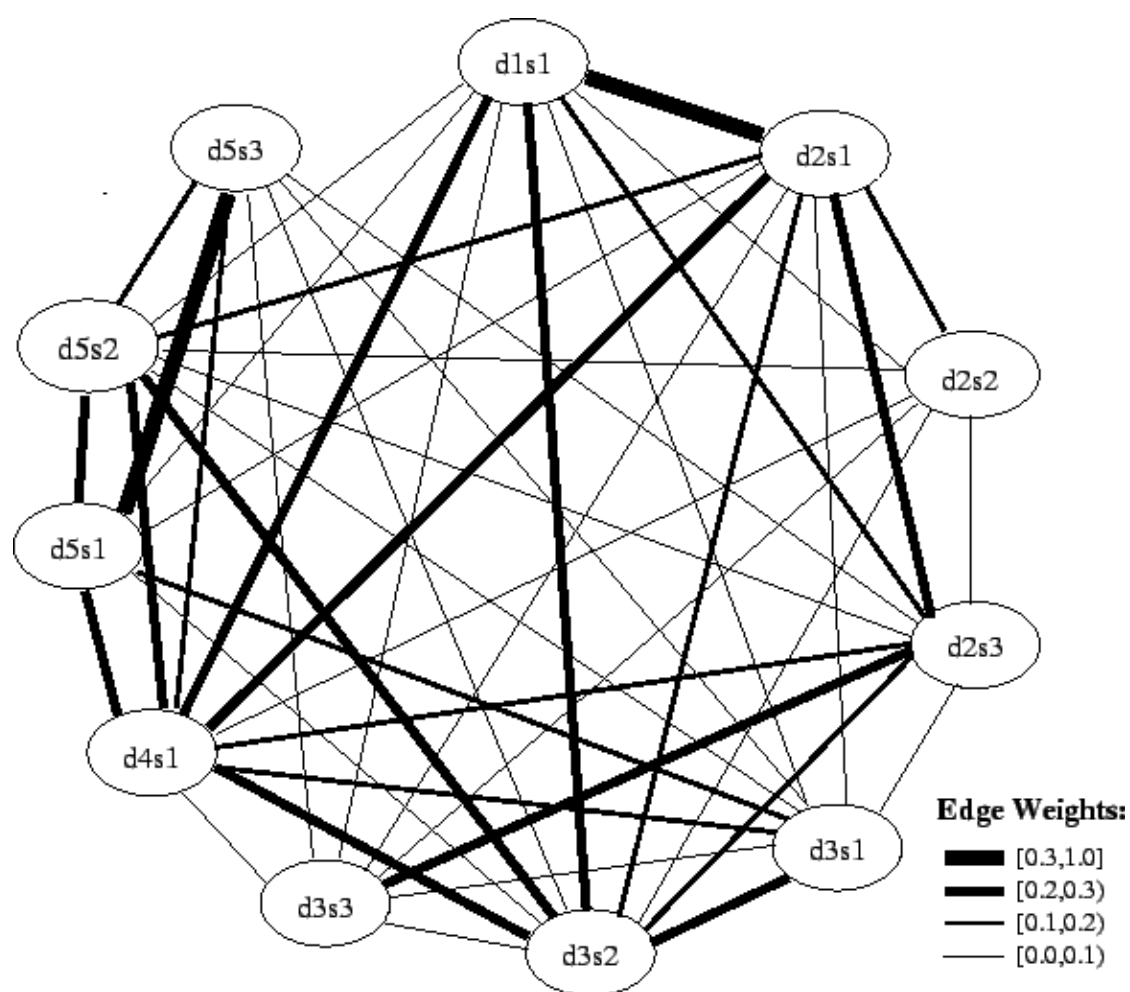 d1s1
d2s1
d5s3
d5s2
d2s2
d5s1
d2s3
d4s1
d3s1
d3s3
d3s2
Edge Weights:
[0.3,1.0]
[0.2,0.3)
[0.1,0.2)
[0.0,0.1)